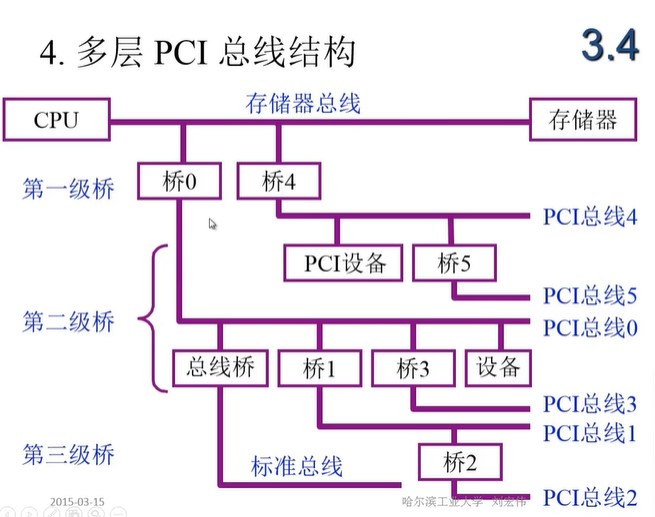 4. 多层 PCI 总线结构
3.4
存储器总线
CPU
存储器
第一级桥
桥0
桥4
PCI总线4
PCI设备
桥5
PCI总线5
第二级桥
PCI总线0
总线桥
桥1
桥3
设备
PCI总线3
PCI总线1
第三级桥
标准总线
桥2
PCI总线2
2015-03-15
哈尔滨工业大学 刘宏伟